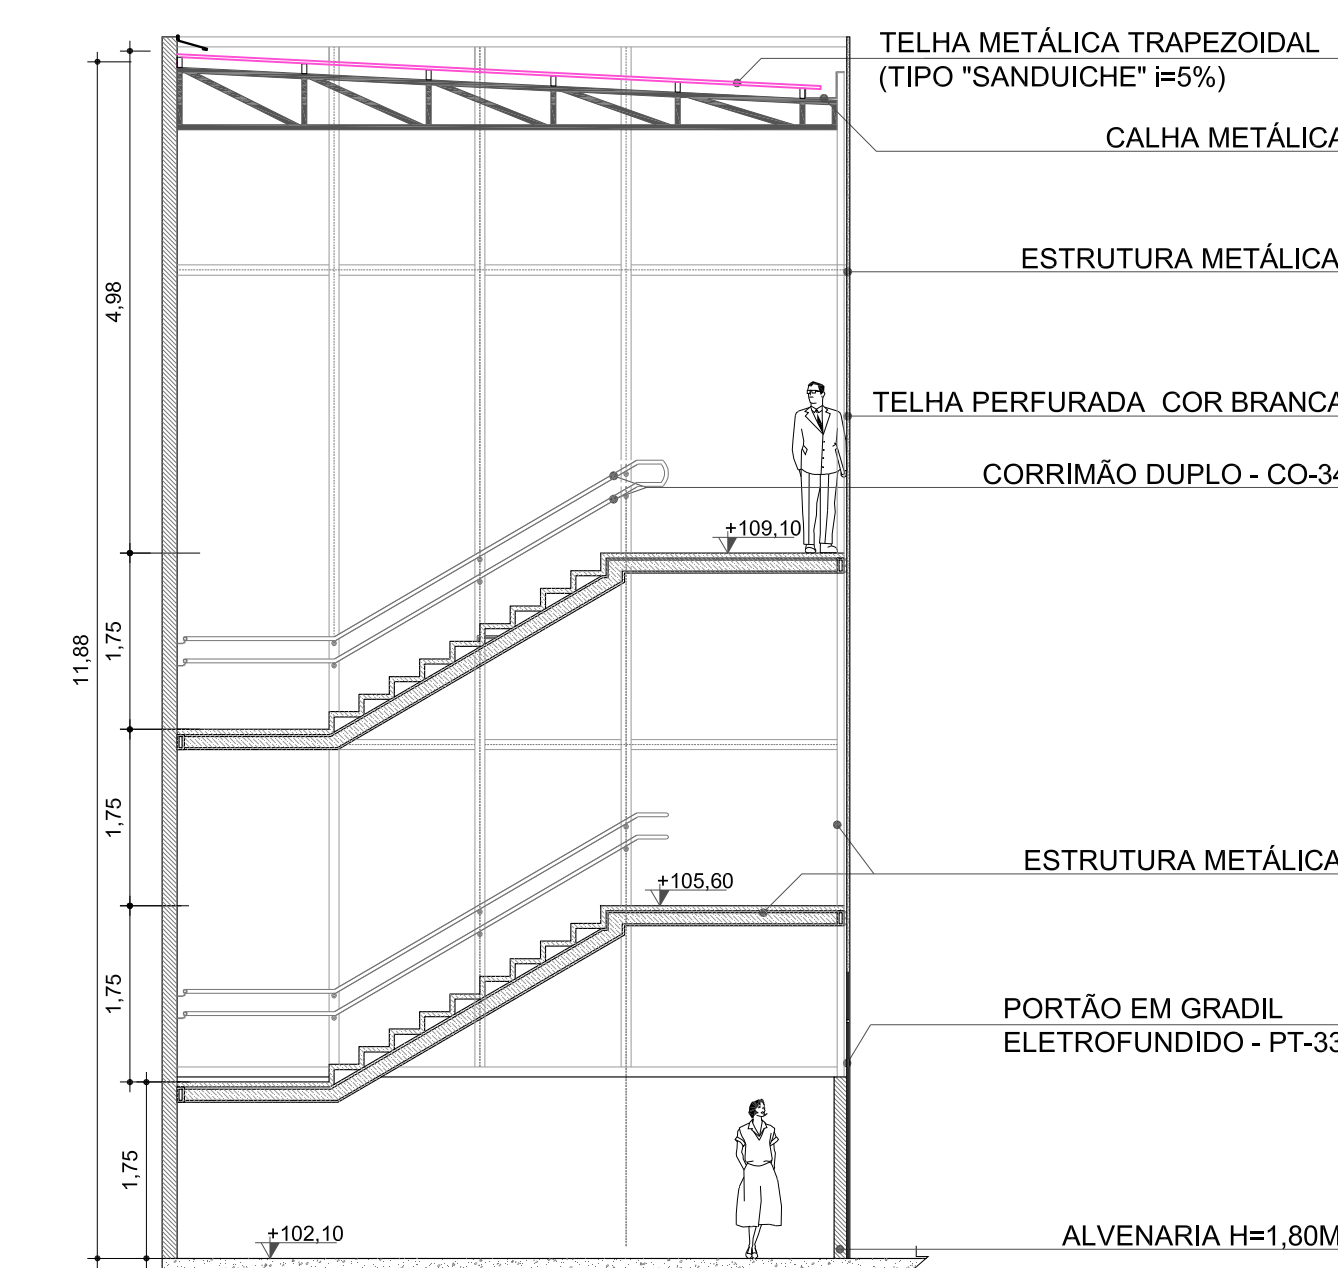 TELHA METÁLICA TRAPEZOIDAL
(TIPO "SANDUICHE" i=5%)
CALHA METÁLICA
ESTRUTURA METÁLICA
4,98
TELHA PERFURADA COR BRANCA
CORRIMÃO DUPLO - CO-34
+109,10
1,75
11,88
1,75
ESTRUTURA METÁLICA
+105,60
1,75
PORTÃO EM GRADIL
ELETROFUNDIDO - PT-33
1,75
+102,10
ALVENARIA H=1,80M